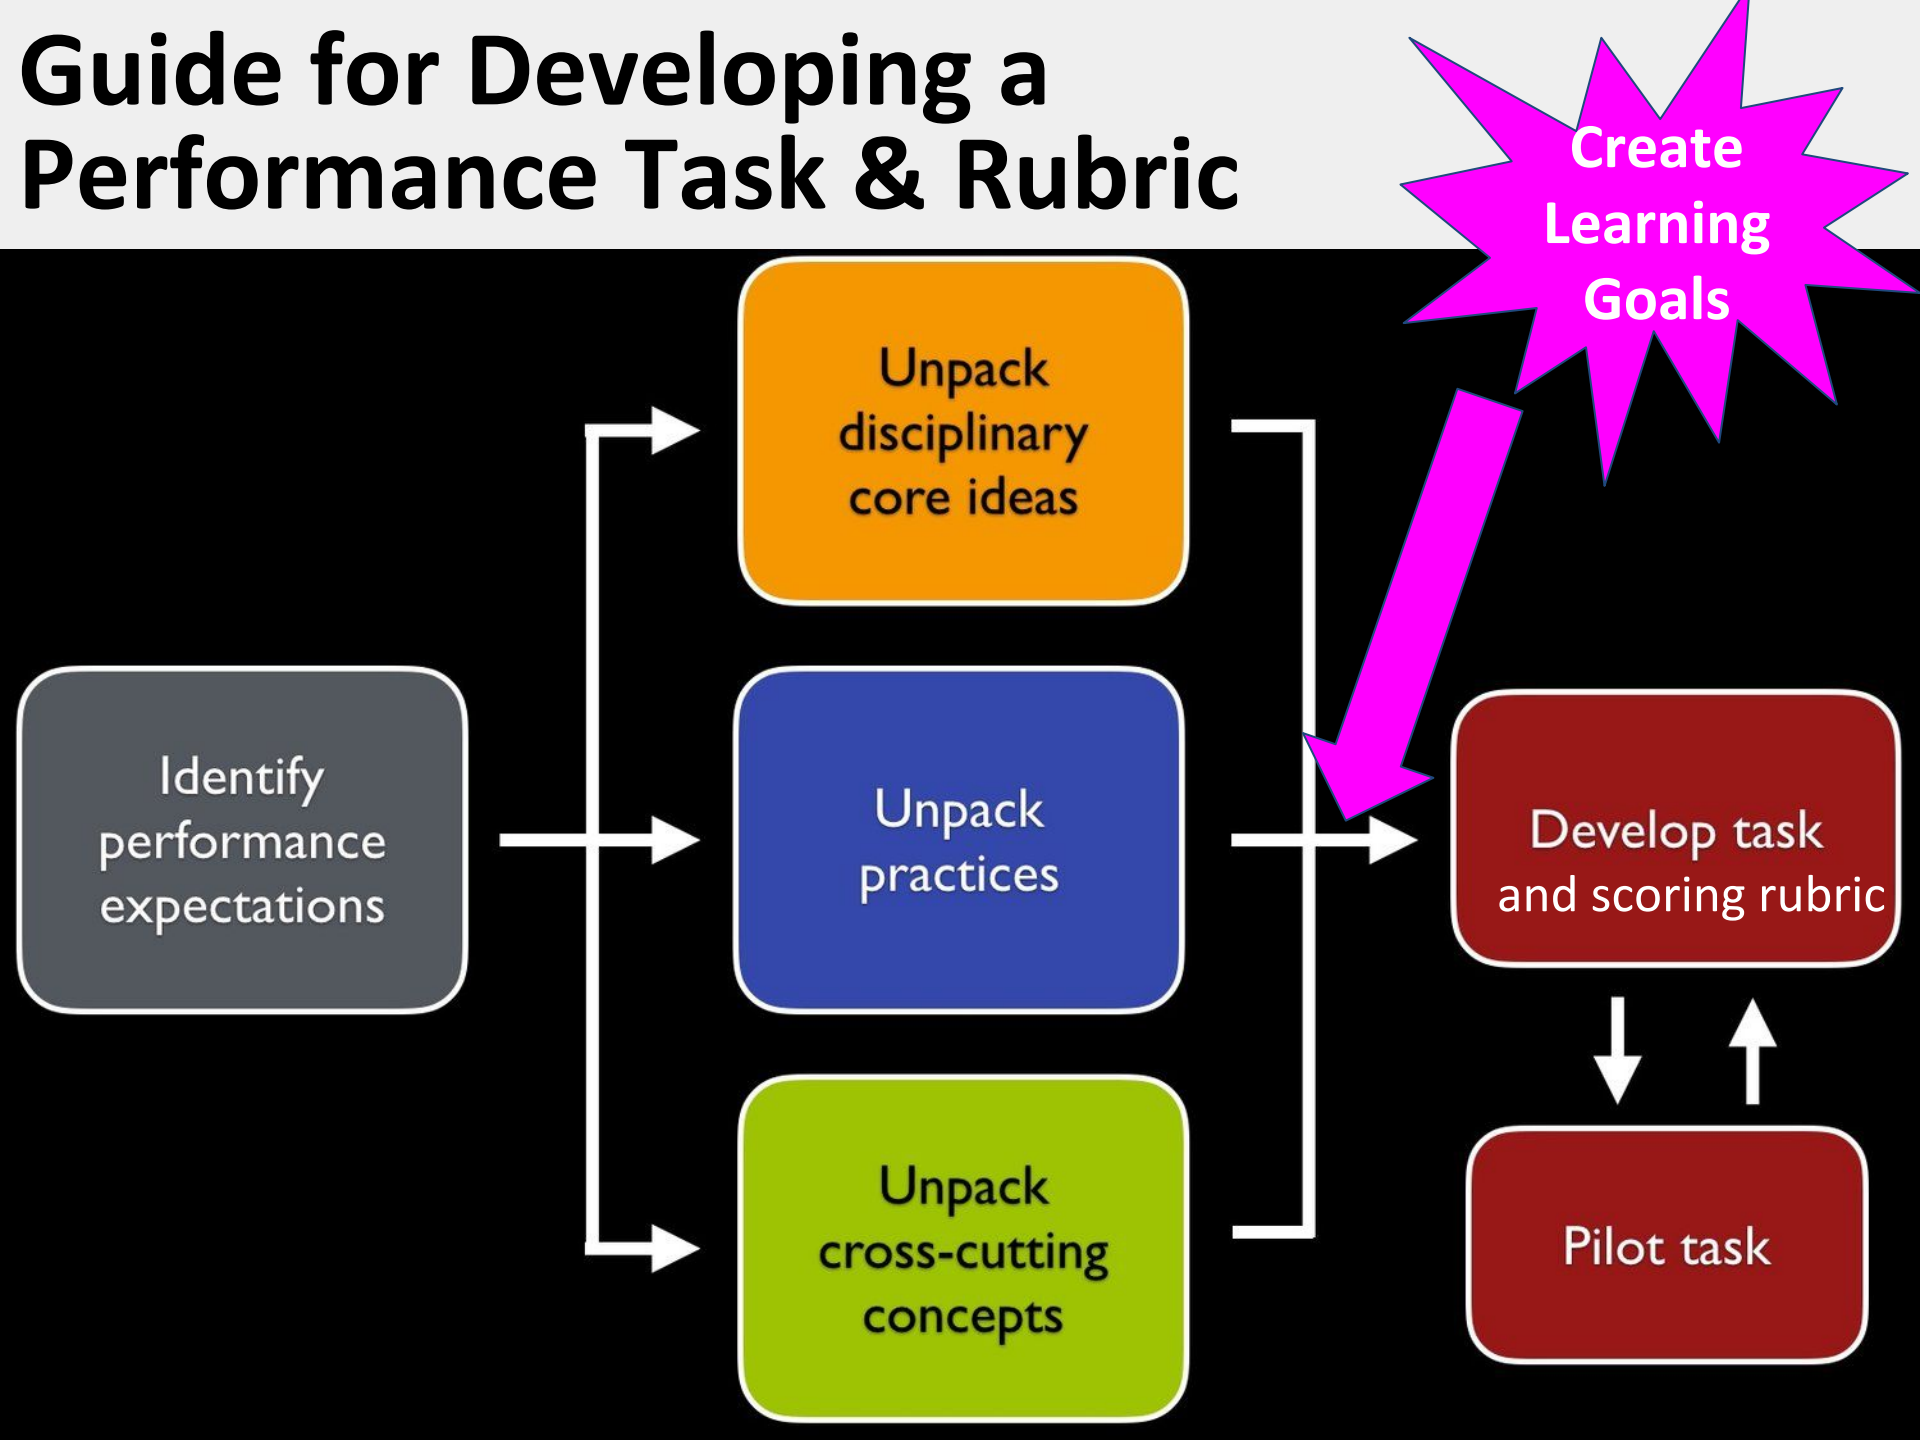 Guide for Developing a
Performance Task & Rubric
Create
Learning
Goals
Unpack
disciplinary
core ideas
Identify
performance
expectations
Unpack
practices
Develop task
and scoring rubric
Unpack
cross-cutting
concepts
Pilot task